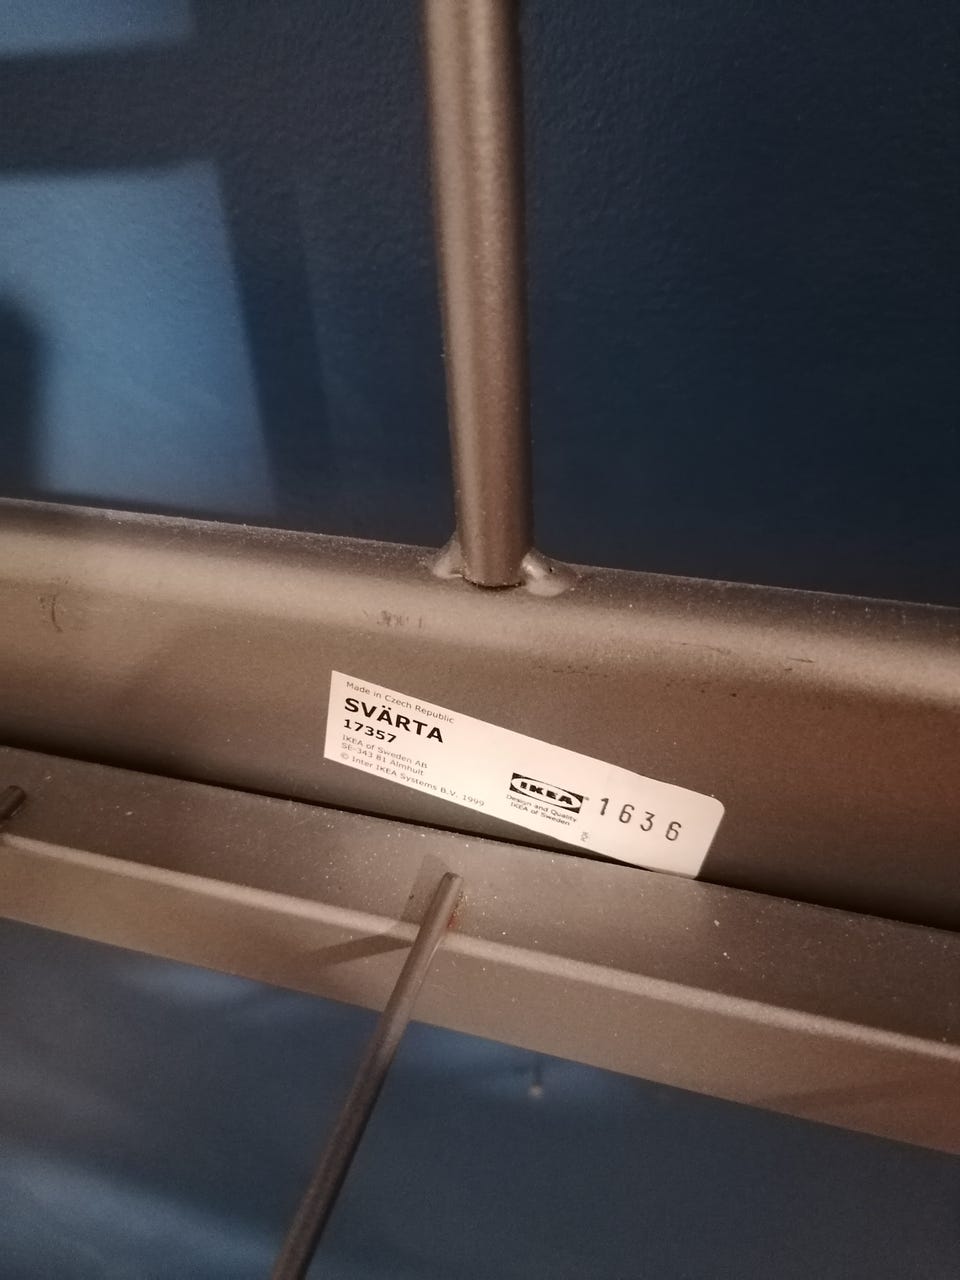 Made in Czech Republic
SVÄRTA
17357
IKEA of Sweden AB
SE-343 81 Älmhult
© Inter IKEA Systems B.V. 1999
IKEA
Design and Quality
IKEA of Sweden
1636